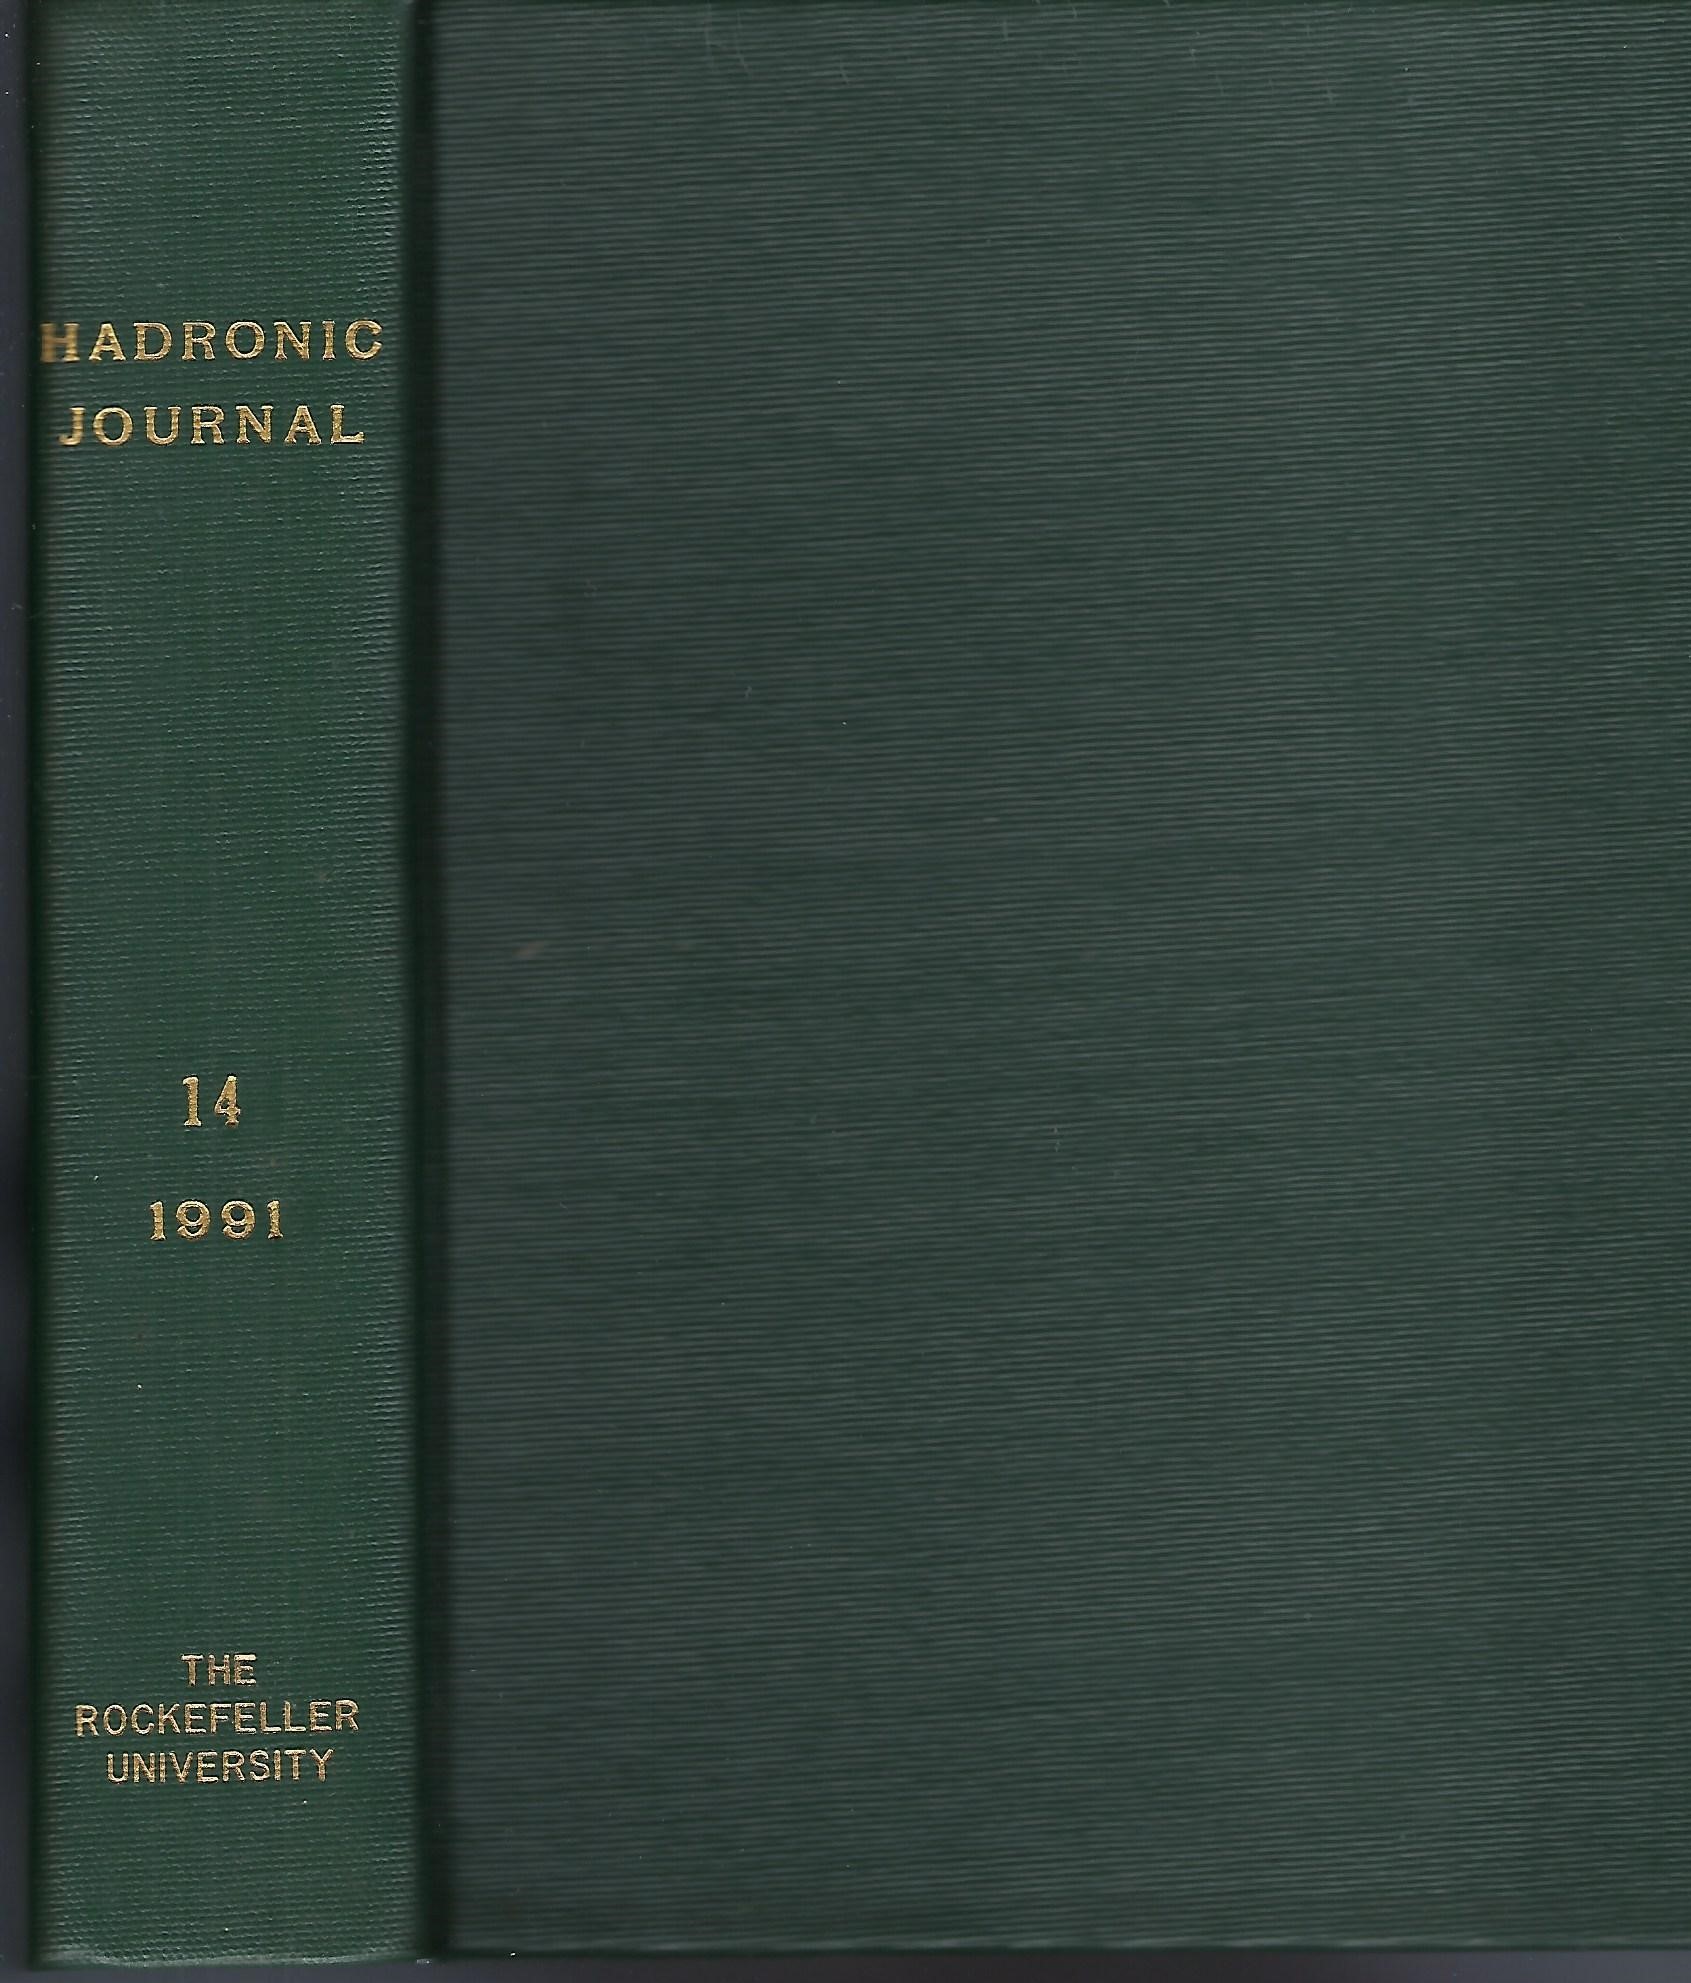 HADRONIC
JOURNAL
14
1991
THE
ROCKEFELLER
UNIVERSITY